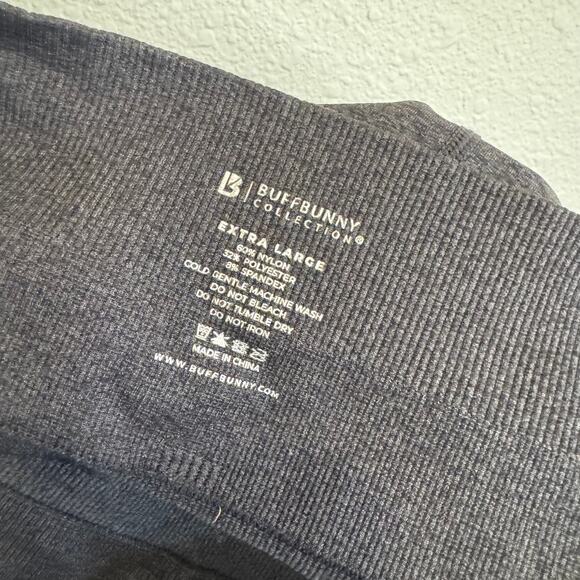 B | BUFFBUNNY
COLLECTION®
EXTRA LARGE
60% NYLON
32% POLYESTER
8% SPANDEX
COLD GENTLE MACHINE WASH
DO NOT BLEACH
DO NOT TUMBLE DRY
DO NOT IRON
MADE IN CHINA
WWW.BUFFBUNNY.COM